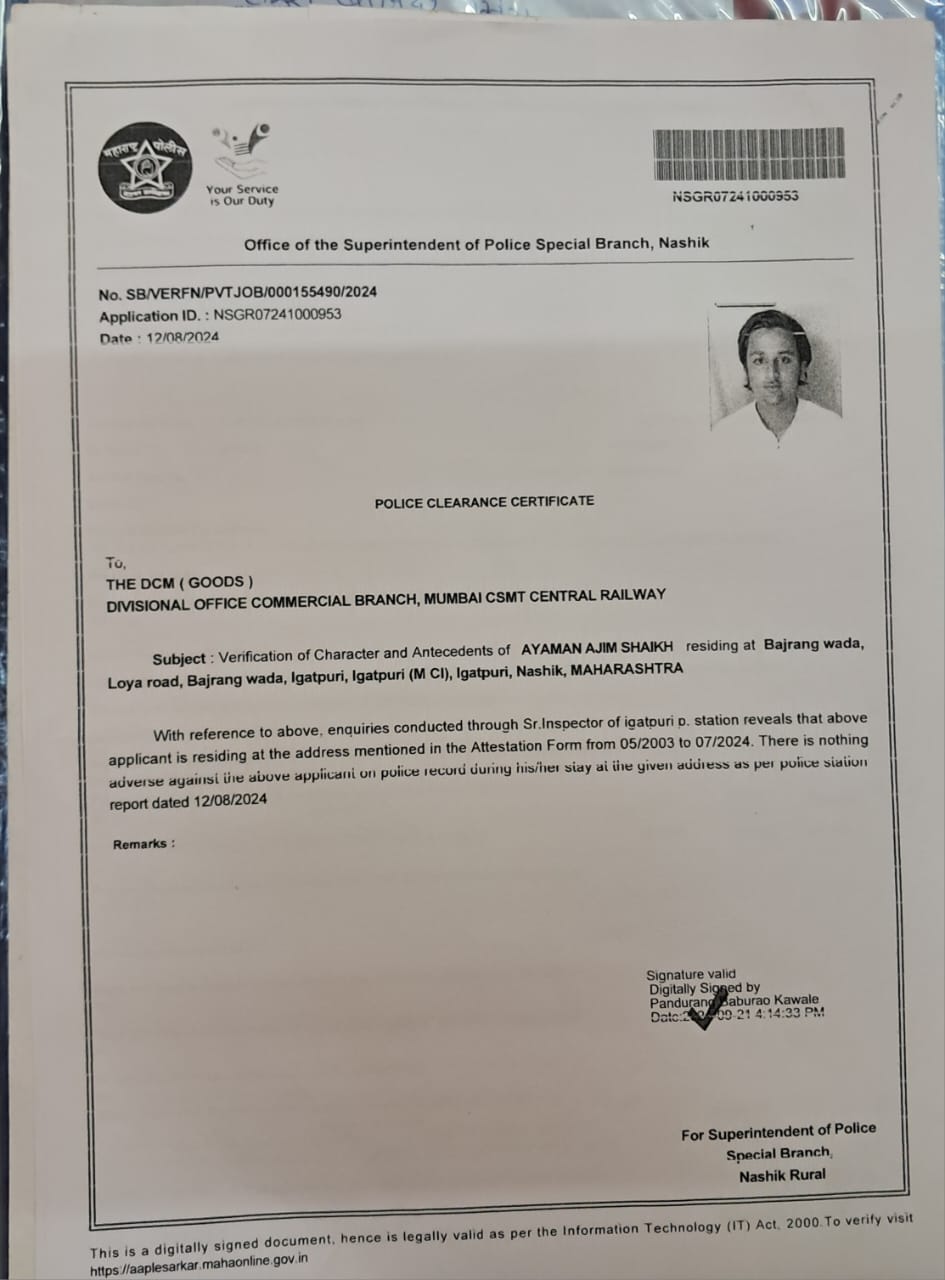 महाराष्ट्र पोलीस
Your Service
is Our Duty
NSGR07241000953
Office of the Superintendent of Police Special Branch, Nashik
No. SB/VERFN/PVTJOB/000155490/2024
Application ID. : NSGR07241000953
Date : 12/08/2024
POLICE CLEARANCE CERTIFICATE
To,
THE DCM ( GOODS )
DIVISIONAL OFFICE COMMERCIAL BRANCH, MUMBAI CSMT CENTRAL RAILWAY
Subject : Verification of Character and Antecedents of AYAMAN AJIM SHAIKH residing at Bajrang wada,
Loya road, Bajrang wada, Igatpuri, Igatpuri (M Cl), Igatpuri, Nashik, MAHARASHTRA
With reference to above, enquiries conducted through Sr.Inspector of igatpuri p. station reveals that above
applicant is residing at the address mentioned in the Attestation Form from 05/2003 to 07/2024. There is nothing
adverse against the above applicant on police record during his/her stay at the given address as per police station
report dated 12/08/2024
Remarks :
Signature valid
Digitally Signed by
Pandurang Baburao Kawale
Date:2024-09-21 4:14:33 PM
For Superintendent of Police
Special Branch,
Nashik Rural
This is a digitally signed document, hence is legally valid as per the Information Technology (IT) Act, 2000.To verify visit
https://aaplesarkar.mahaonline.gov.in